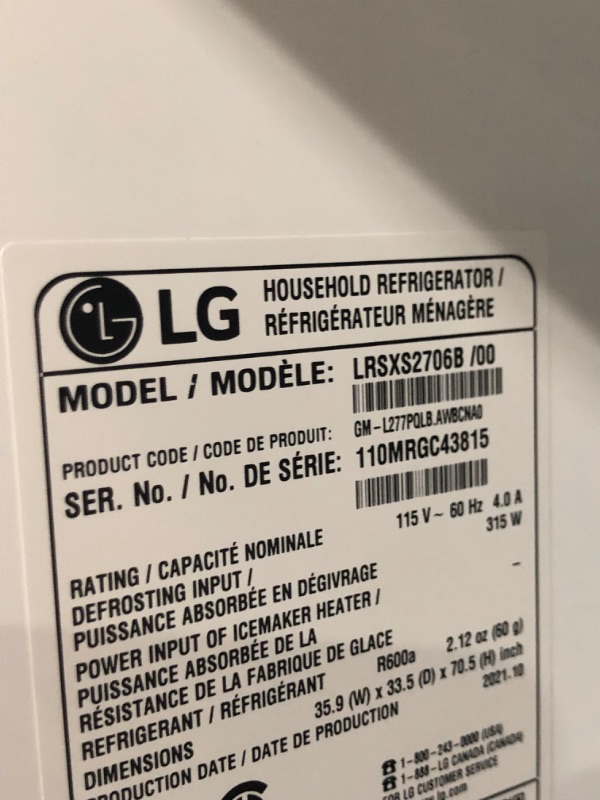 LG
HOUSEHOLD REFRIGERATOR /
RÉFRIGÉRATEUR MÉNAGÈRE
MODEL / MODÈLE: LRSXS2706B /00
PRODUCT CODE / CODE DE PRODUIT: GM-L277PQLB.AWBCNA0
SER. No. / No. DE SÉRIE: 110MRGC43815
115 V~ 60 Hz 4.0 A
RATING / CAPACITÉ NOMINALE 315 W
DEFROSTING INPUT /
PUISSANCE ABSORBÉE EN DÉGIVRAGE -
POWER INPUT OF ICEMAKER HEATER /
PUISSANCE ABSORBÉE DE LA
RÉSISTANCE DE LA FABRIQUE DE GLACE
REFRIGERANT / RÉFRIGÉRANT R600a 2.12 oz (60 g)
DIMENSIONS 35.9 (W) x 33.5 (D) x 70.5 (H) inch
PRODUCTION DATE / DATE DE PRODUCTION 2021.10
1-800-243-0000 (USA)
1-888-LG CANADA (CANADA)
FOR LG CUSTOMER SERVICE